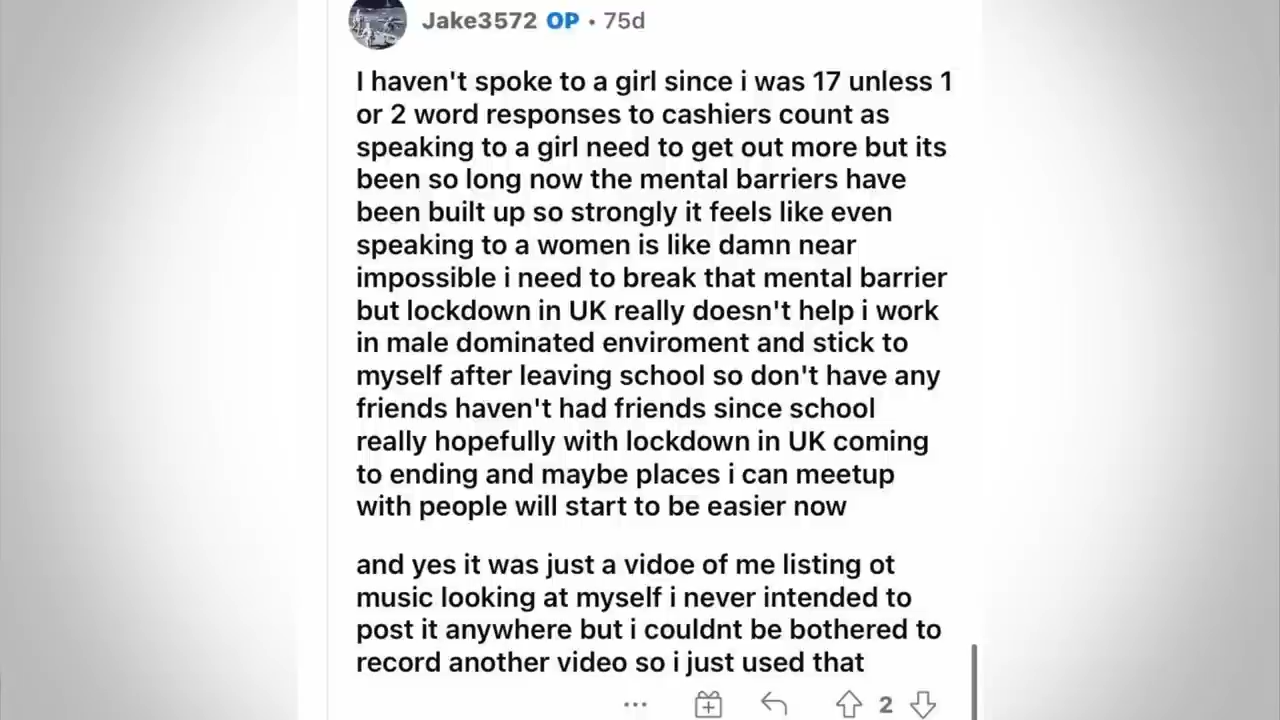 Jake3572 OP • 75d
I haven't spoke to a girl since i was 17 unless 1
or 2 word responses to cashiers count as
speaking to a girl need to get out more but its
been so long now the mental barriers have
been built up so strongly it feels like even
speaking to a women is like damn near
impossible i need to break that mental barrier
but lockdown in UK really doesn't help i work
in male dominated enviroment and stick to
myself after leaving school so don't have any
friends haven't had friends since school
really hopefully with lockdown in UK coming
to ending and maybe places i can meetup
with people will start to be easier now
and yes it was just a vidoe of me listing ot
music looking at myself i never intended to
post it anywhere but i couldnt be bothered to
record another video so i just used that
2